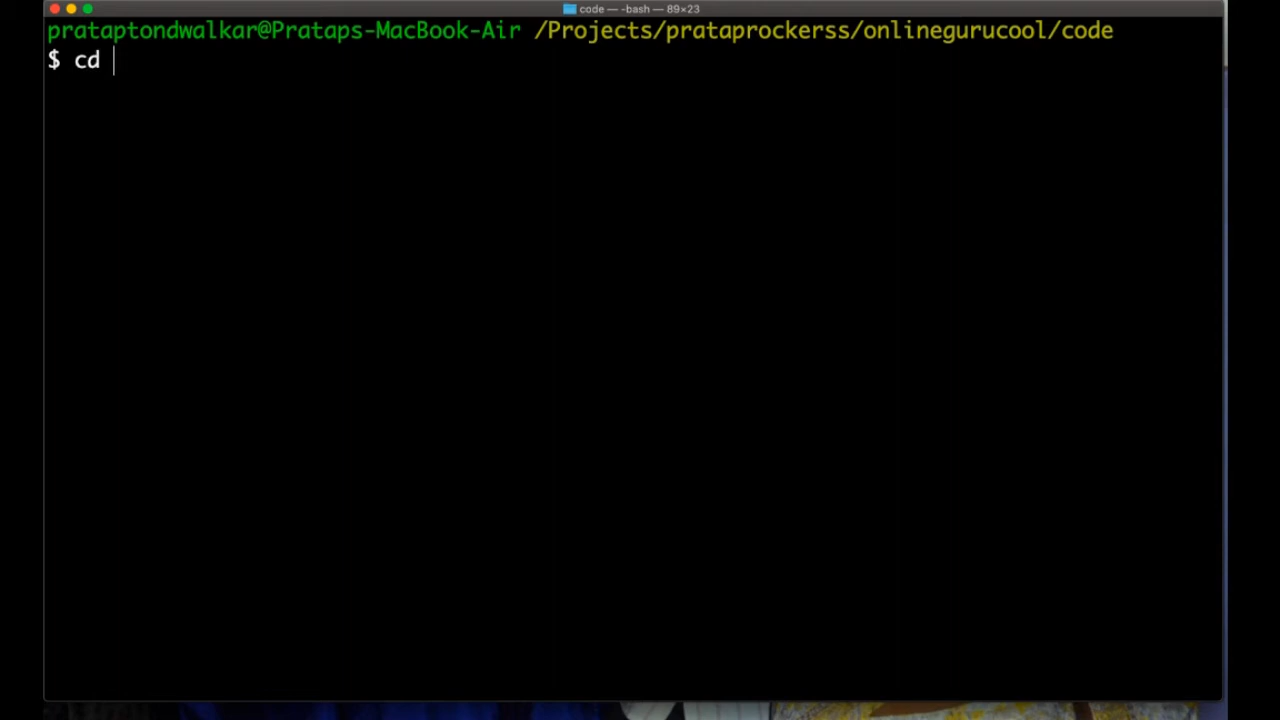 code — -bash — 89×23
prataptondwalkar@Prataps-MacBook-Air /Projects/prataprockerss/onlinegurucool/code
$ cd